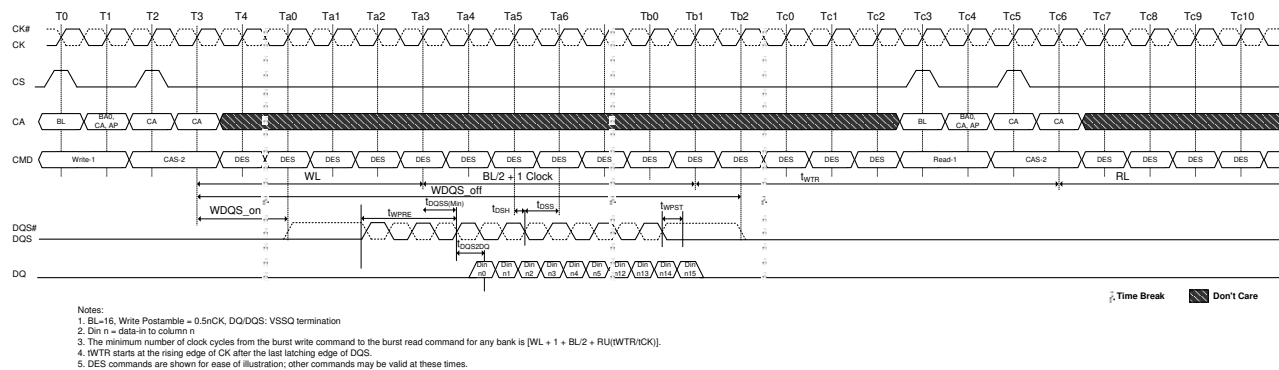 T0 T1 T2 T3 T4 Ta0 Ta1 Ta2 Ta3 Ta4 Ta5 Ta6 Tb0 Tb1 Tb2 Tc0 Tc1 Tc2 Tc3 Tc4 Tc5 Tc6 Tc7 Tc8 Tc9 Tc10
CK#
CK
CS
CA BL BA0, CA, AP CA CA BL BA0, CA, AP CA CA
CMD Write-1 CAS-2 DES DES DES DES DES DES DES DES DES DES DES DES DES DES DES Read-1 CAS-2 DES DES DES DES
WL BL/2 + 1 Clock tWTR RL
WDQS_off
WDQS_on tWPRE tDQSS(Min) tDSH tDSS tWPST
DQS#
DQS
tDQS2DQ
DQ Din n0 Din n1 Din n2 Din n3 Din n4 Din n5 Din n12 Din n13 Din n14 Din n15
Time Break Don't Care
Notes:
1. BL=16, Write Postamble = 0.5nCK, DQ/DQS: VSSQ termination
2. Din n = data-in to column n
3. The minimum number of clock cycles from the burst write command to the burst read command for any bank is [WL + 1 + BL/2 + RU(tWTR/tCK)].
4. tWTR starts at the rising edge of CK after the last latching edge of DQS.
5. DES commands are shown for ease of illustration; other commands may be valid at these times.